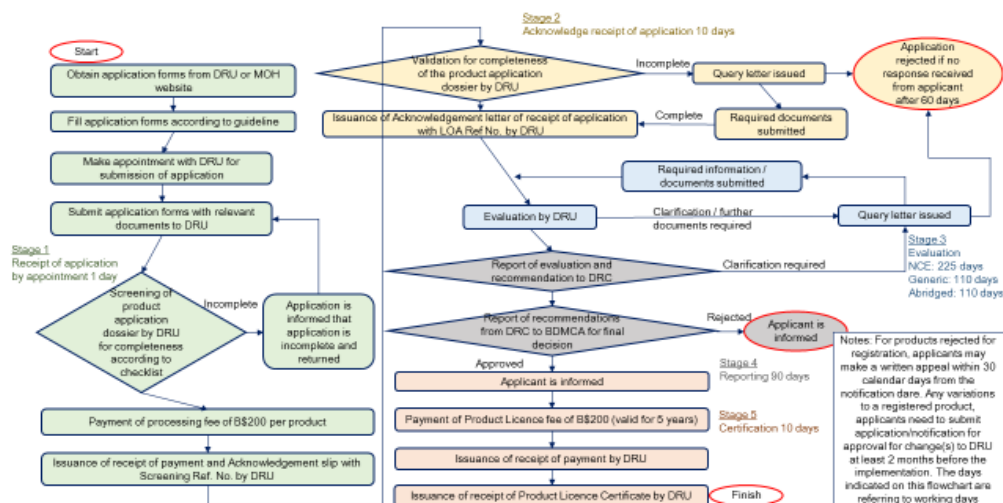 Start
Obtain application forms from DRU or MOH
website
Fill application forms according to guideline
Make appointment with DRU for
submission of application
Submit application forms with relevant
documents to DRU
Stage 1
Receipt of application
by appointment 1 day
Screening of
product
application
dossier by DRU
for completeness
according to
checklist
Incomplete
Application is
informed that
application is
incomplete and
returned
Payment of processing fee of B$200 per product
Issuance of receipt of payment and Acknowledgement slip with
Screening Ref. No. by DRU
Stage 2
Acknowledge receipt of application 10 days
Validation for completeness
of the product application
dossier by DRU
Incomplete
Query letter issued
Application
rejected if no
response received
from applicant
after 60 days
Issuance of Acknowledgement letter of receipt of application
with LOA Ref No. by DRU
Complete
Required documents
submitted
Required information /
documents submitted
Evaluation by DRU
Clarification / further
documents required
Query letter issued
Stage 3
Evaluation
NCE: 225 days
Generic: 110 days
Abridged: 110 days
Report of evaluation and
recommendation to DRC
Clarification required
Report of recommendations
from DRC to BDMCA for final
decision
Rejected
Applicant is
informed
Approved
Stage 4
Reporting 90 days
Applicant is informed
Payment of Product Licence fee of B$200 (valid for 5 years)
Stage 5
Certification 10 days
Issuance of receipt of payment by DRU
Issuance of receipt of Product Licence Certificate by DRU
Finish
Notes: For products rejected for
registration, applicants may
make a written appeal within 30
calendar days from the
notification dare. Any variations
to a registered product,
applicants need to submit
application/notification for
approval for change(s) to DRU
at least 2 months before the
implementation. The days
indicated on this flowchart are
referring to working days